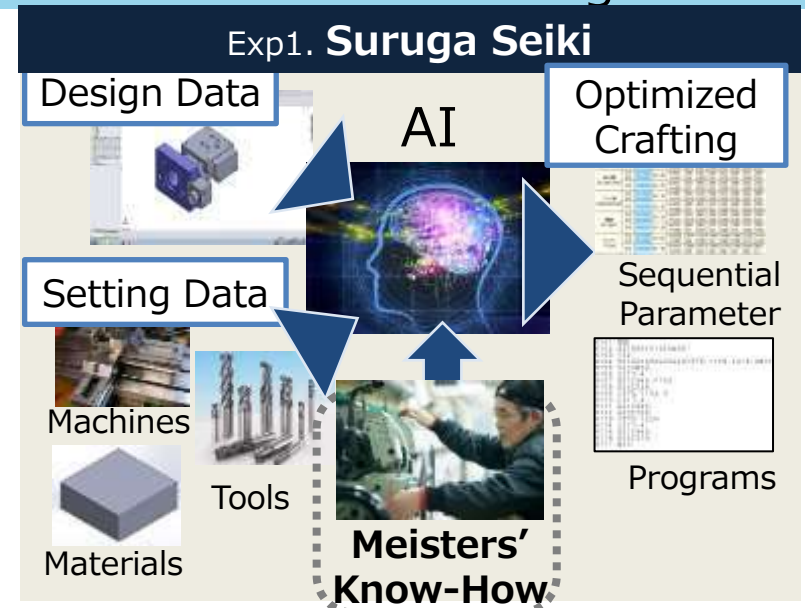 Exp1. Suruga Seiki
Design Data
AI
Optimized
Crafting
Setting Data
Sequential
Parameter
Machines
Tools
Materials
Programs
Meisters’
Know-How